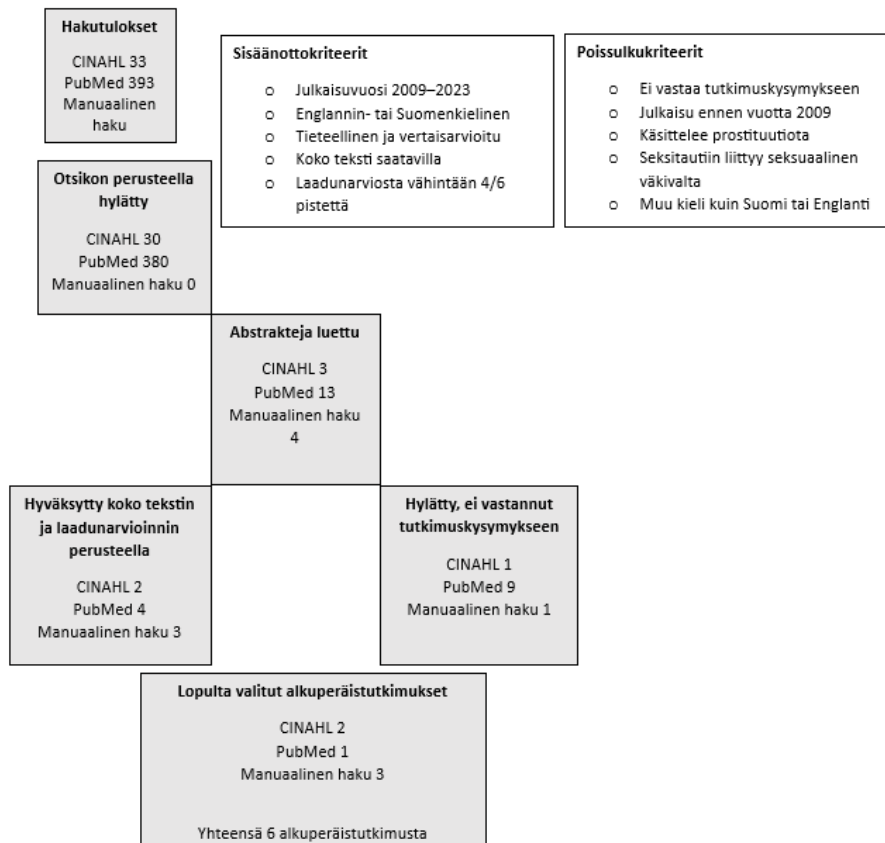 Hakutulokset
CINAHL 33
PubMed 393
Manuaalinen
haku
Sisäänottokriteerit
o Julkaisuvuosi 2009–2023
o Englannin- tai Suomenkielinen
o Tieteellinen ja vertaisarvioitu
o Koko teksti saatavilla
o Laadunarviosta vähintään 4/6
pistettä
Poissulkukriteerit
o Ei vastaa tutkimuskysymykseen
o Julkaisu ennen vuotta 2009
o Käsittelee prostituutiota
o Seksitautiin liittyy seksuaalinen
väkivalta
o Muu kieli kuin Suomi tai Englanti
Otsikon perusteella
hylätty
CINAHL 30
PubMed 380
Manuaalinen haku 0
Abstrakteja luettu
CINAHL 3
PubMed 13
Manuaalinen haku
4
Hyväksytty koko tekstin
ja laadunarvioinnin
perusteella
CINAHL 2
PubMed 4
Manuaalinen haku 3
Hylätty, ei vastannut
tutkimuskysymykseen
CINAHL 1
PubMed 9
Manuaalinen haku 1
Lopulta valitut alkuperäistutkimukset
CINAHL 2
PubMed 1
Manuaalinen haku 3
Yhteensä 6 alkuperäistutkimusta